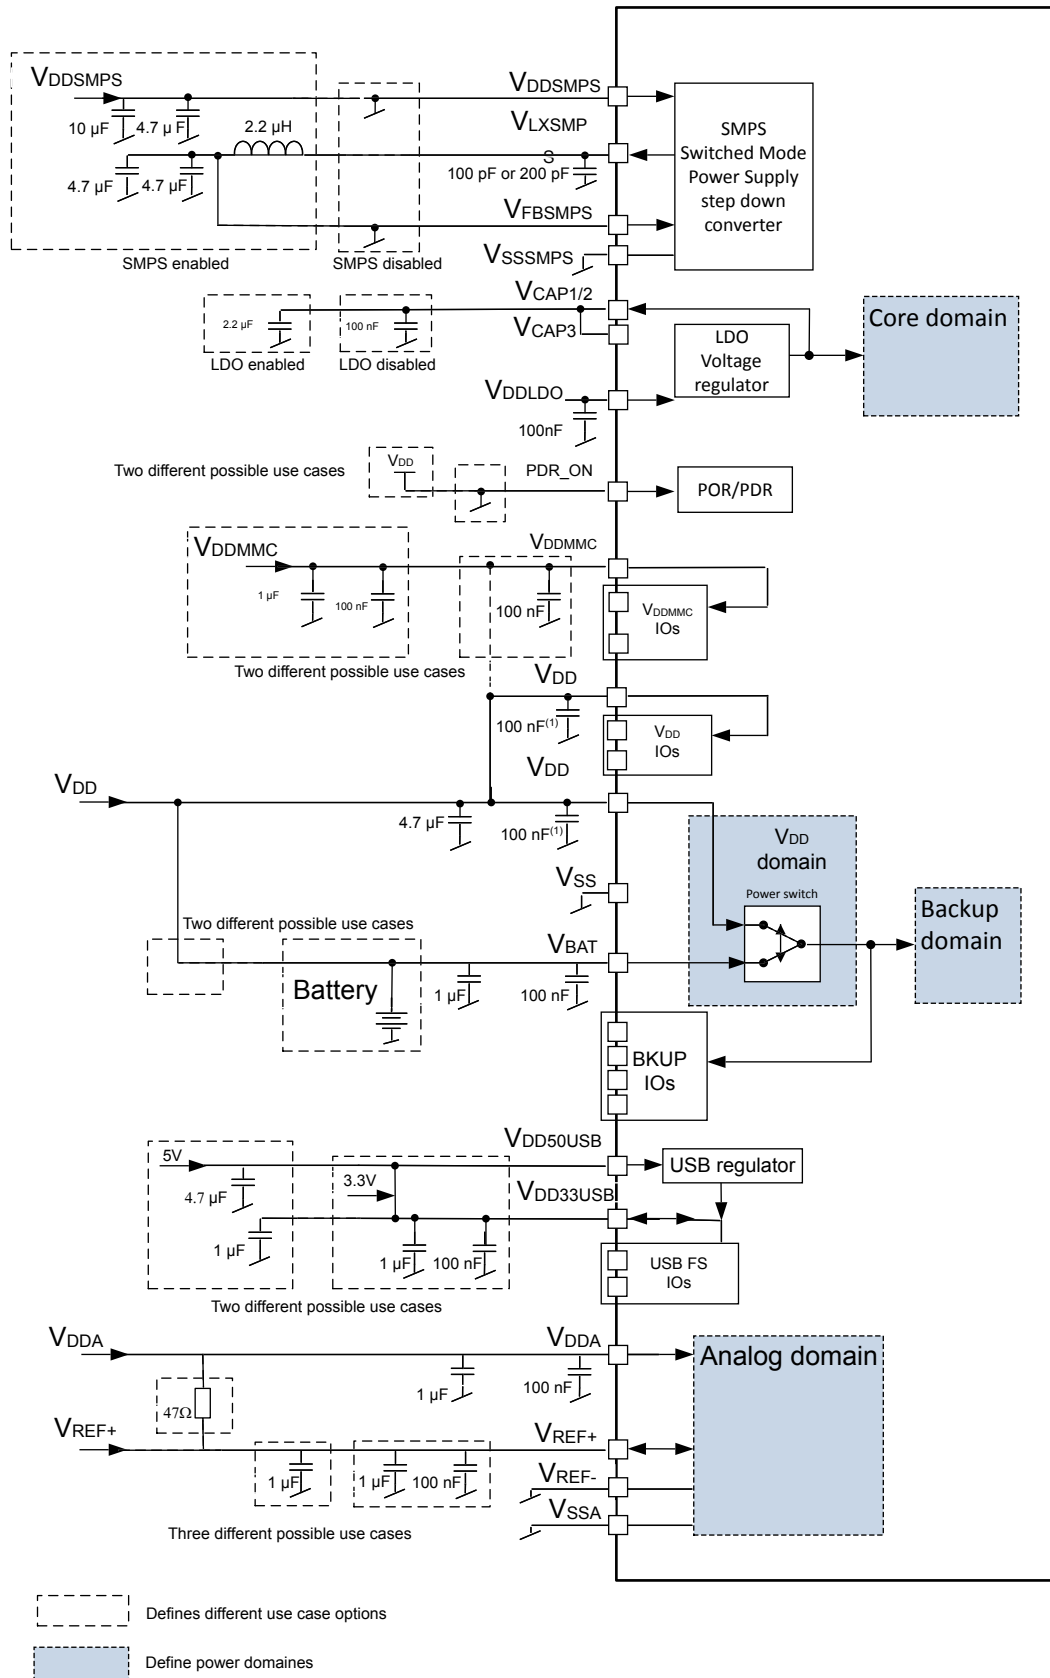 VDDSMPS
10 µF
4.7 µ F
2.2 µH
4.7 µF
4.7 µF
SMPS enabled
SMPS disabled
VDDSMPS
VLXSMP
S
100 pF or 200 pF
VFBSMPS
VSSSMPS
SMPS
Switched Mode
Power Supply
step down
converter
VCAP1/2
VCAP3
2.2 µF
100 nF
LDO enabled
LDO disabled
LDO
Voltage
regulator
Core domain
VDDLDO
100nF
Two different possible use cases
VDD
PDR_ON
POR/PDR
VDDMMC
VDDMMC
1 µF
100 nF
100 nF
VDDMMC
IOs
Two different possible use cases
VDD
100 nF(1)
VDD
IOs
VDD
VDD
4.7 µF
100 nF(1)
VDD
domain
Power switch
VSS
Two different possible use cases
VBAT
Battery
1 µF
100 nF
Backup
domain
BKUP
IOs
VDD50USB
5V
4.7 µF
3.3V
VDD33USB
USB regulator
1 µF
1 µF
100 nF
USB FS
IOs
Two different possible use cases
VDDA
VDDA
1 µF
100 nF
Analog domain
47Ω
VREF+
VREF+
1 µF
1 µF
100 nF
VREF-
VSSA
Three different possible use cases
Defines different use case options
Define power domaines